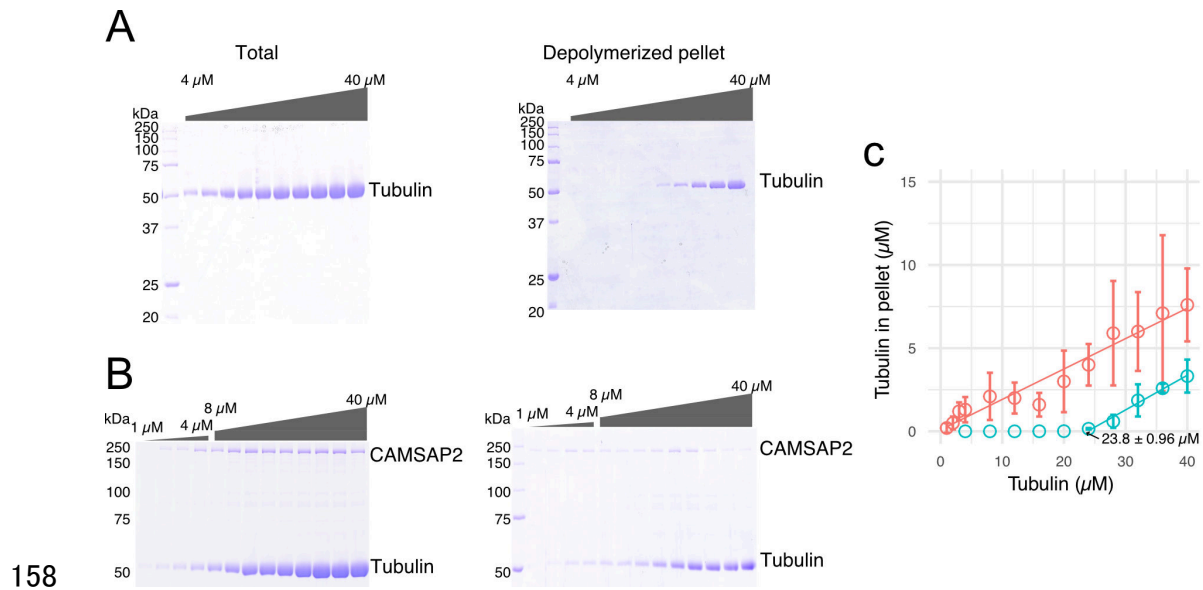 A
Total
4 µM
40 µM
kDa
250
150
100
75
50
37
25
20
Tubulin
Depolymerized pellet
4 µM
40 µM
kDa
250
150
100
75
50
37
25
20
Tubulin
B
1 µM
4 µM
8 µM
40 µM
kDa
250
150
100
75
50
CAMSAP2
Tubulin
1 µM
4 µM
8 µM
40 µM
kDa
250
150
100
75
50
CAMSAP2
Tubulin
C
Tubulin in pellet (µM)
15
10
5
0
23.8 ± 0.96 µM
0 10 20 30 40
Tubulin (µM)
158